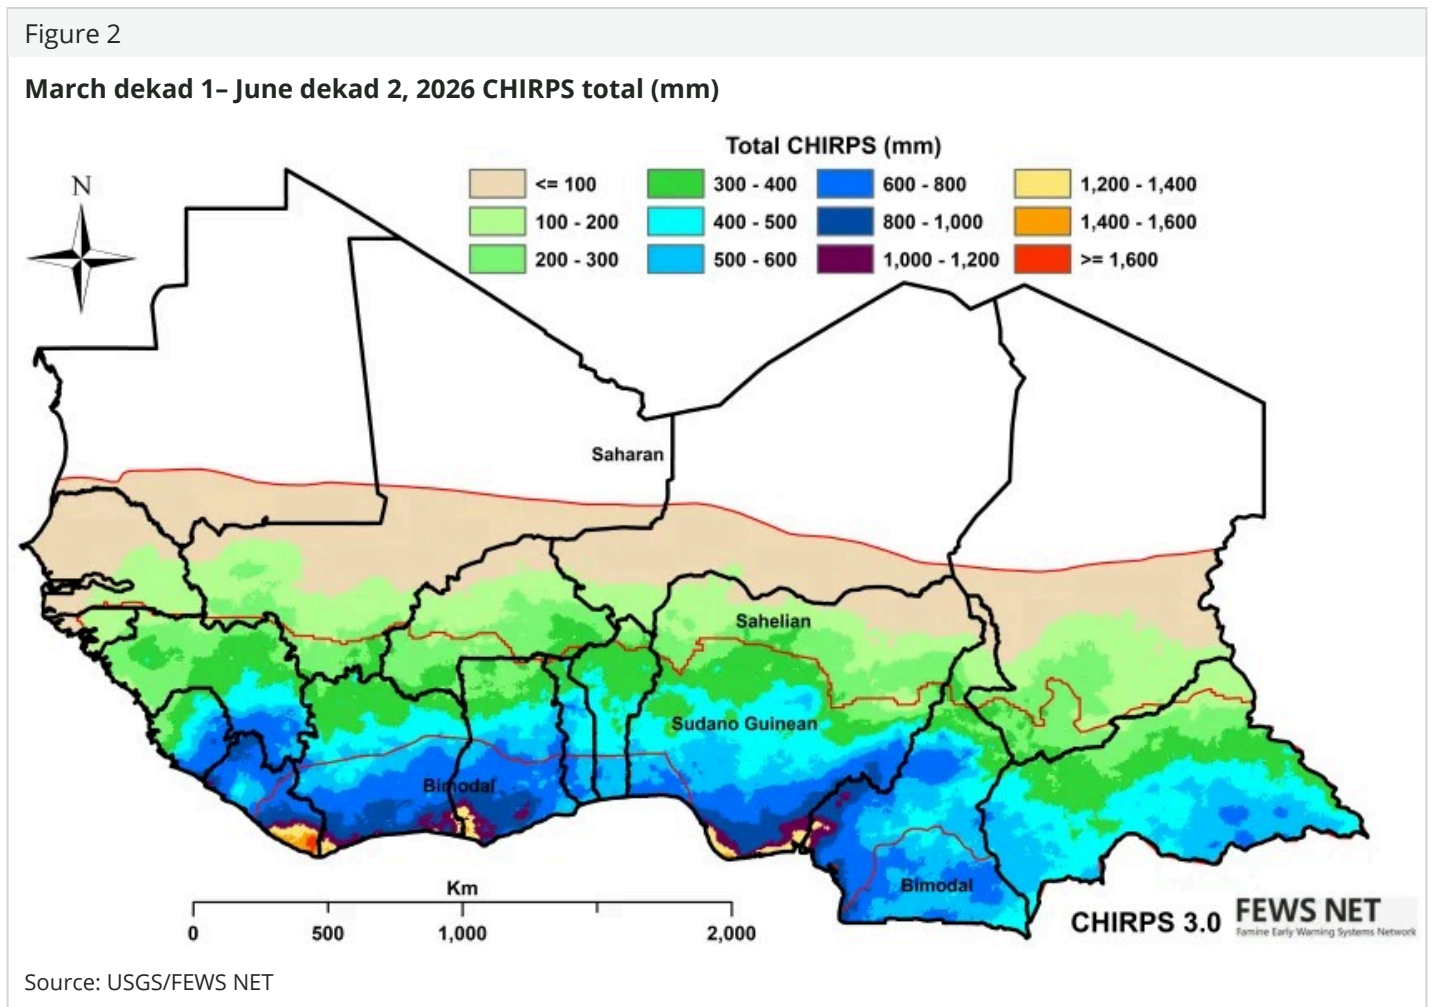 Figure 2
March dekad 1– June dekad 2, 2026 CHIRPS total (mm)
N
Total CHIRPS (mm)
<= 100
300 - 400
600 - 800
1,200 - 1,400
100 - 200
400 - 500
800 - 1,000
1,400 - 1,600
200 - 300
500 - 600
1,000 - 1,200
>= 1,600
Saharan
Sahelian
Sudano Guinean
Bimodal
Bimodal
Km
0 500 1,000 2,000
CHIRPS 3.0
FEWS NET
Famine Early Warning Systems Network
Source: USGS/FEWS NET